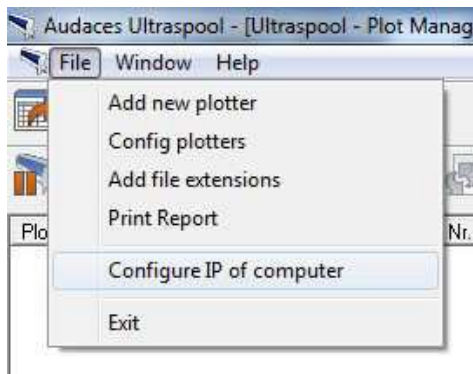 Audaces Ultraspool - [Ultraspool - Plot Manag
File Window Help
Add new plotter
Config plotters
Add file extensions
Print Report
Plo Nr.
Configure IP of computer
Exit